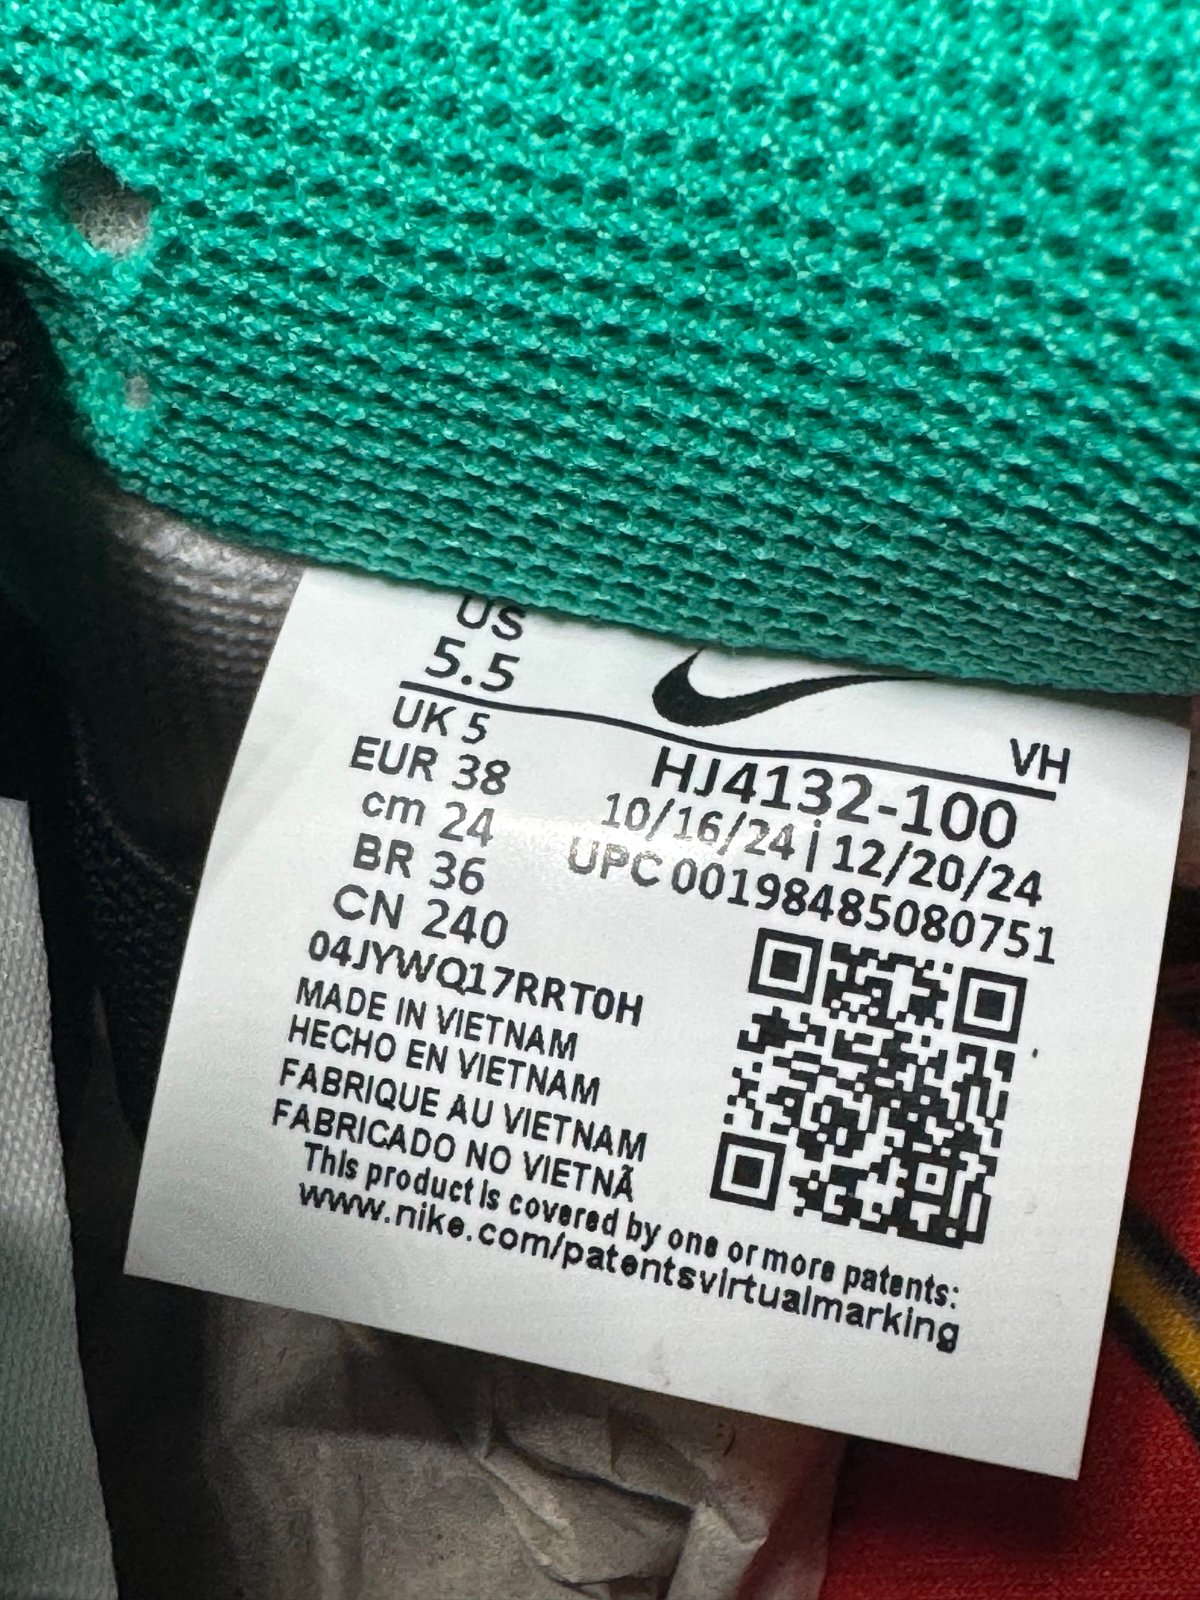 US
5.5
UK 5
EUR 38
cm 24
BR 36
CN 240
VH
HJ4132-100
10/16/24 | 12/20/24
UPC 00198485080751
04JYWQ17RRT0H
MADE IN VIETNAM
HECHO EN VIETNAM
FABRIQUE AU VIETNAM
FABRICADO NO VIETNÃ
This product is covered by one or more patents:
www.nike.com/patentsvirtualmarking